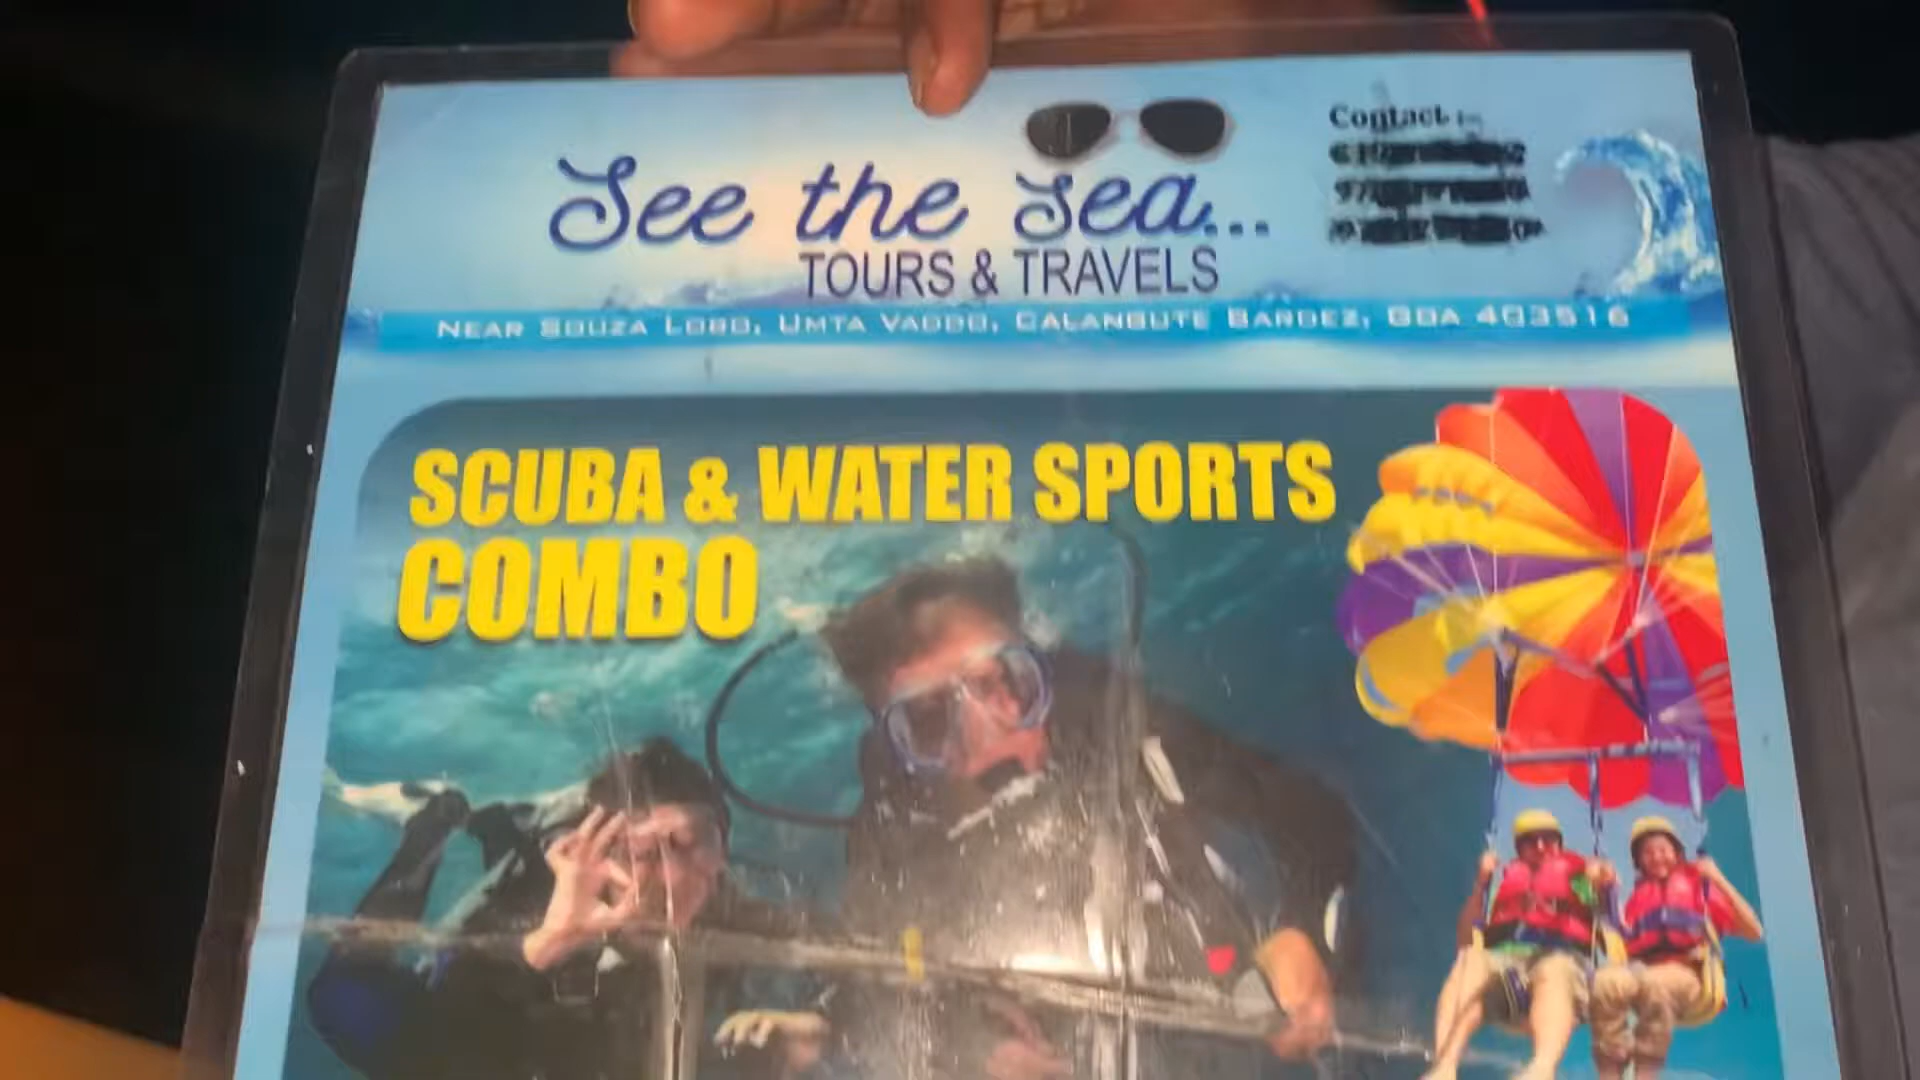 See the Sea...
TOURS & TRAVELS
Contact :-
NEAR SOUZA LOBO, UMTA VADDO, CALANGUTE BARDEZ, GOA 403516
SCUBA & WATER SPORTS
COMBO